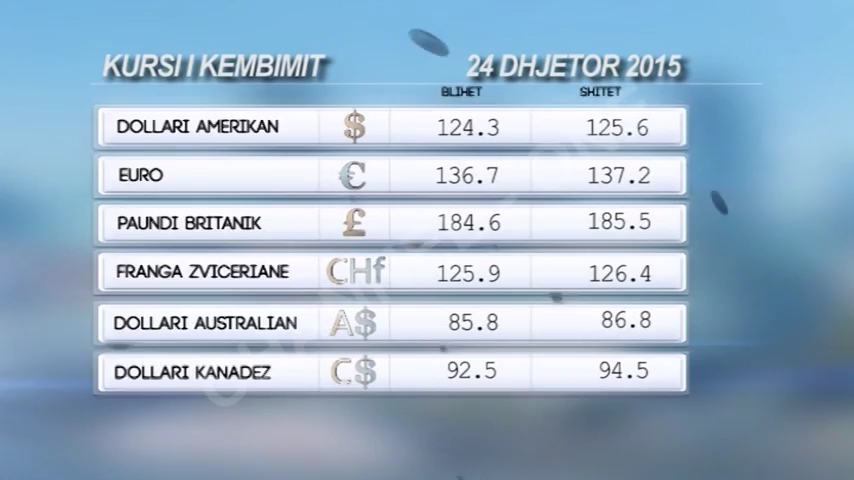 KURSI I KEMBIMIT 24 DHJETOR 2015
BLIHET SHITET
DOLLARI AMERIKAN $ 124.3 125.6
EURO € 136.7 137.2
PAUNDI BRITANIK £ 184.6 185.5
FRANGA ZVICERIANE CHf 125.9 126.4
DOLLARI AUSTRALIAN A$ 85.8 86.8
DOLLARI KANADEZ C$ 92.5 94.5